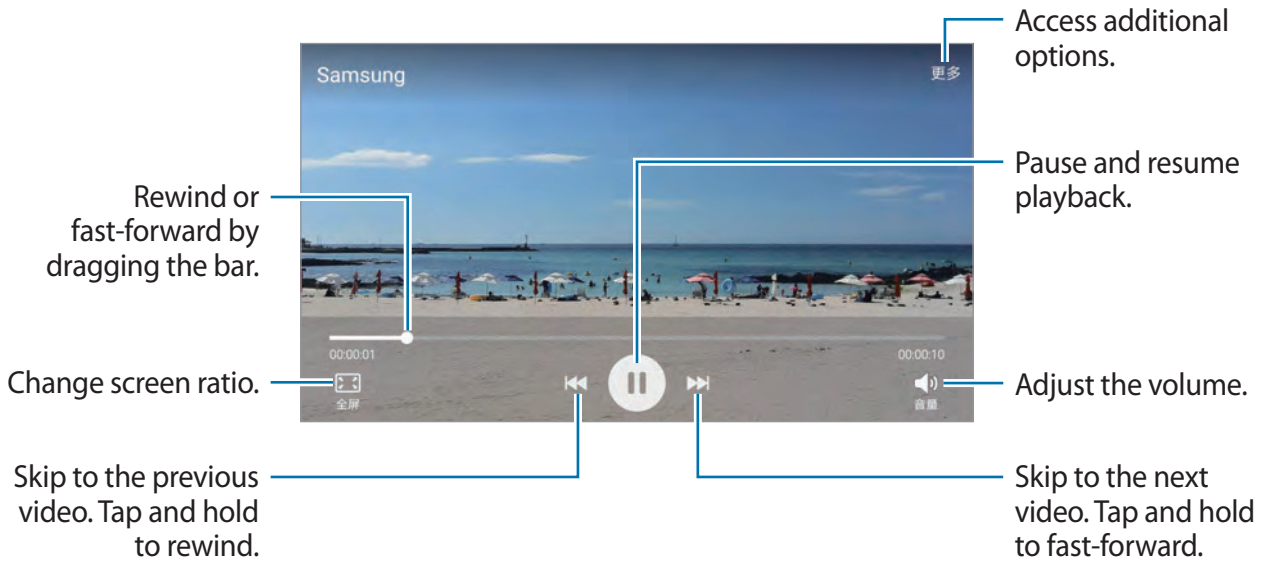 Access additional
options.
Samsung
更多
Pause and resume
playback.
Rewind or
fast-forward by
dragging the bar.
00:00:01
00:00:10
Change screen ratio.
全屏
音量
Adjust the volume.
Skip to the previous
video. Tap and hold
to rewind.
Skip to the next
video. Tap and hold
to fast-forward.